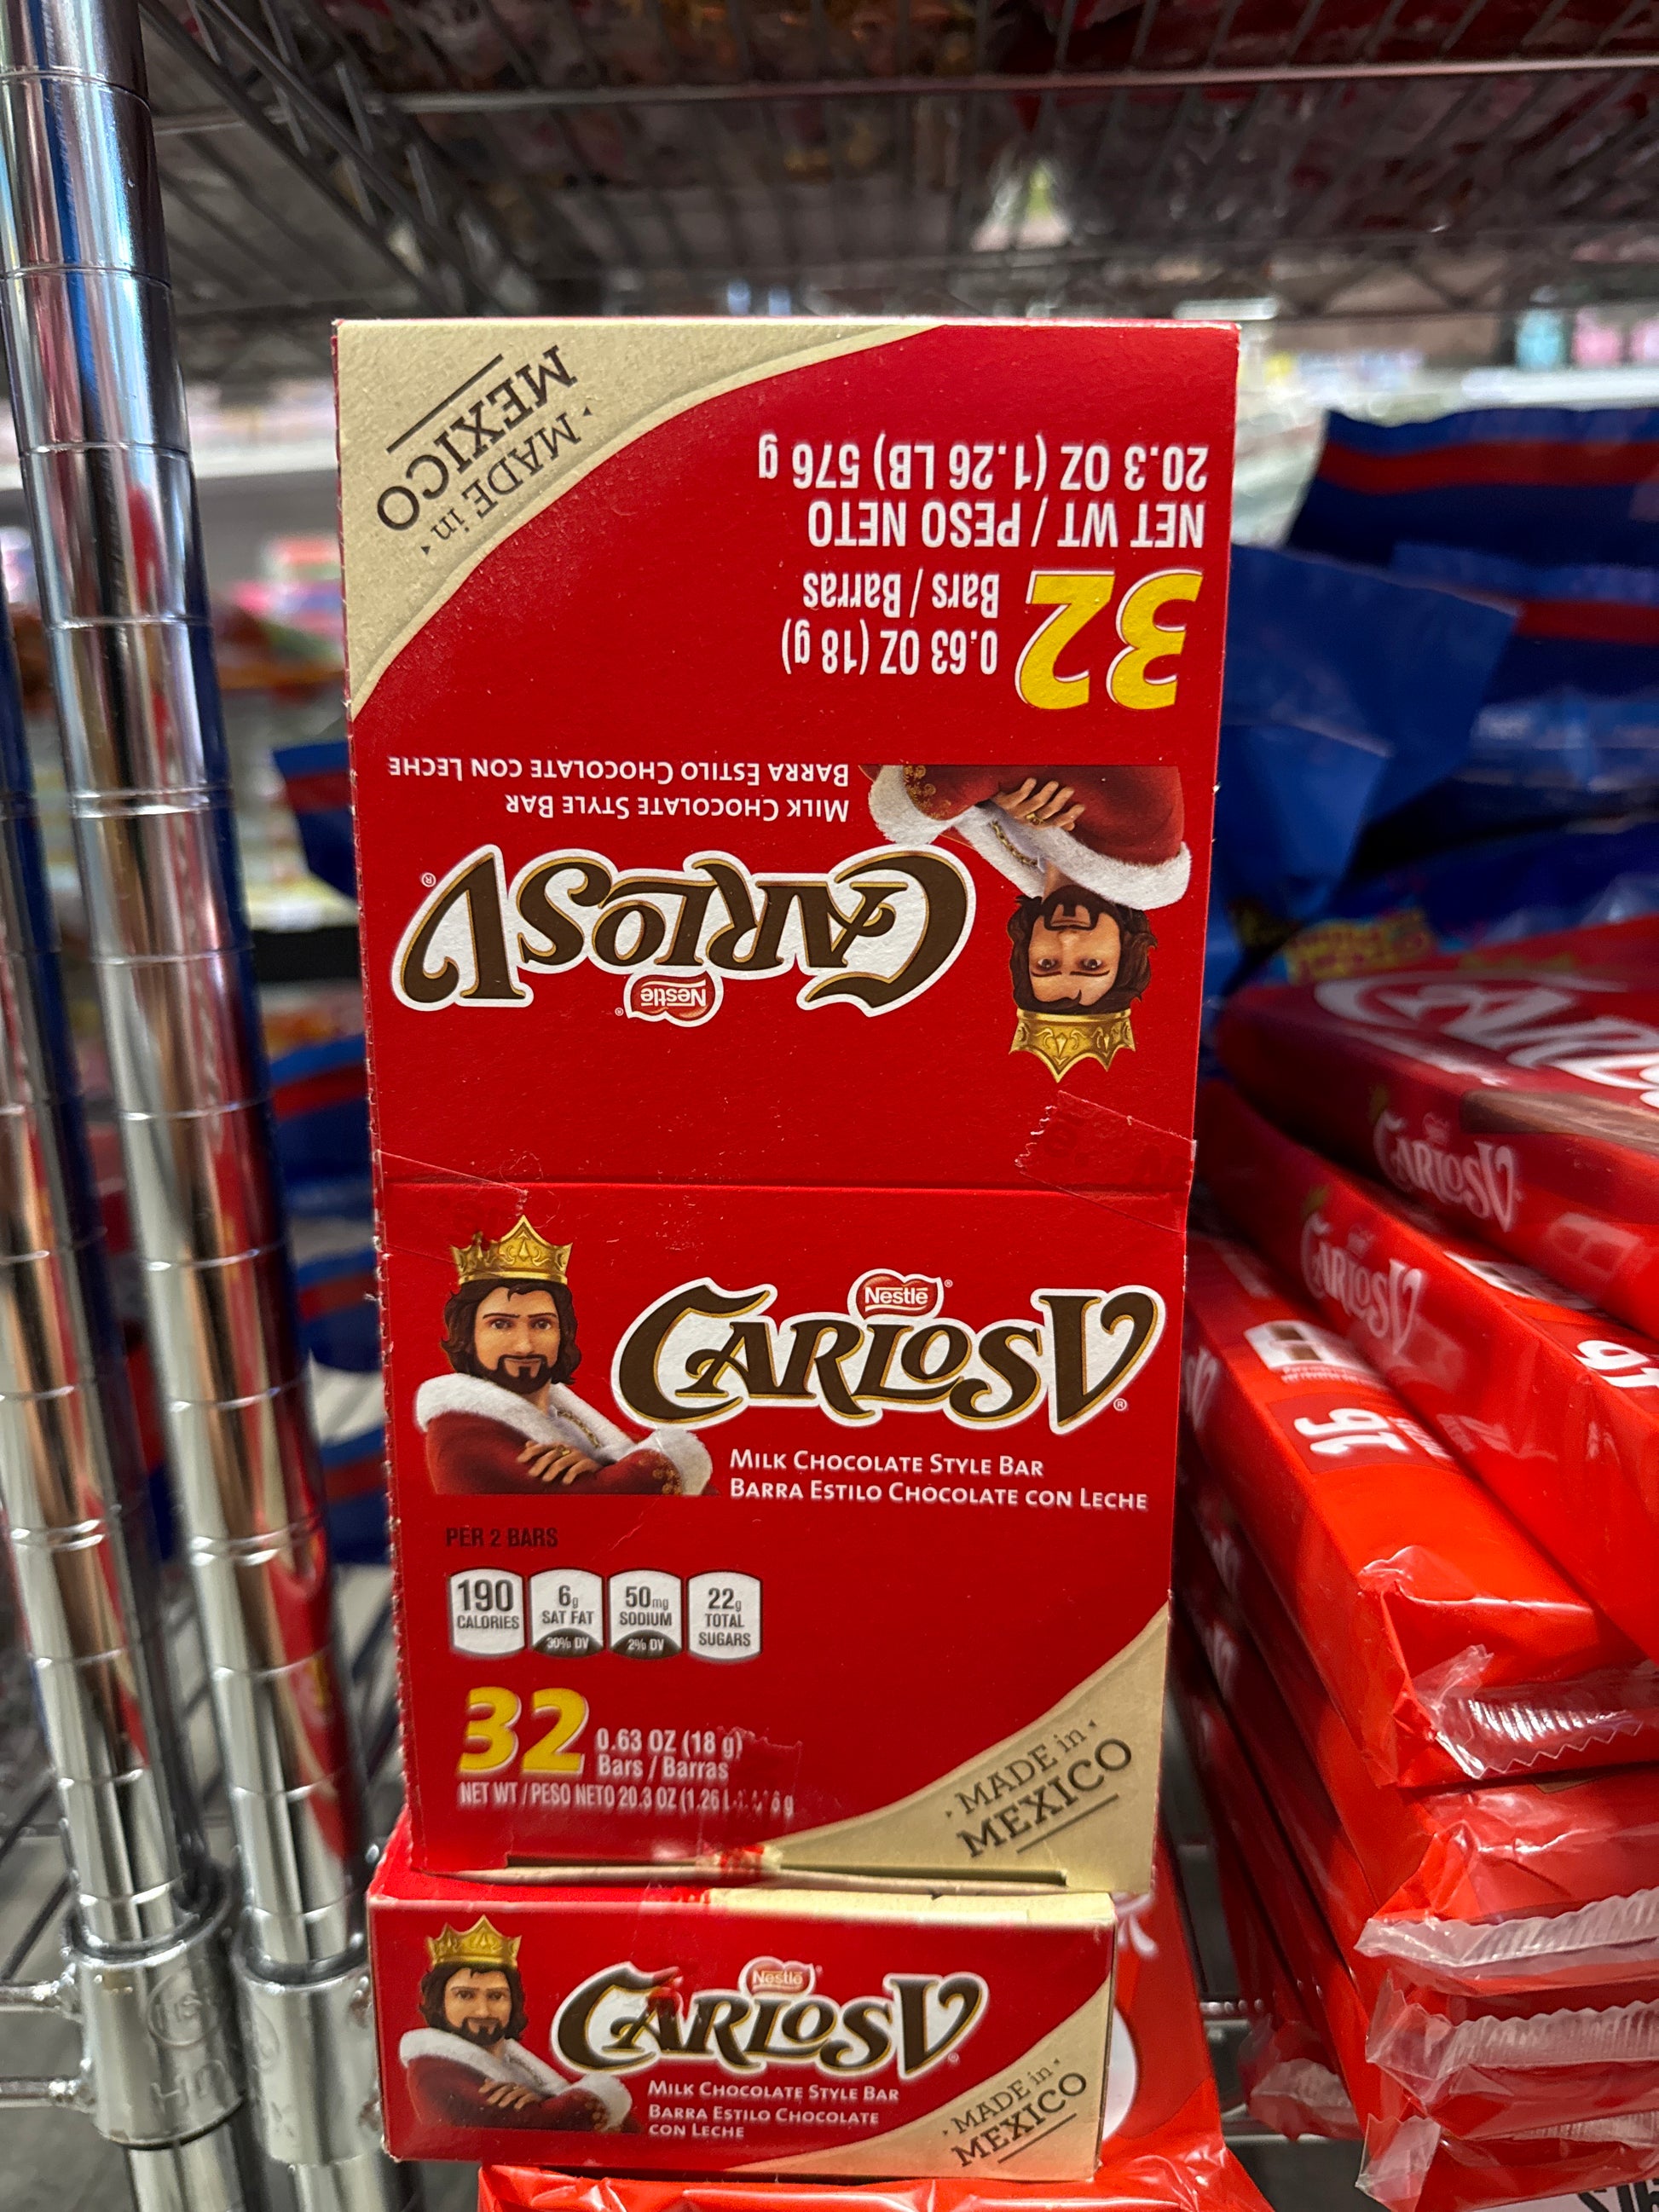 MADE in
MEXICO
20.3 OZ (1.26 LB) 576 g
NET WT / PESO NETO
32
Bars / Barras
0.63 OZ (18 g)
BARRA ESTILO CHOCOLATE CON LECHE
MILK CHOCOLATE STYLE BAR
CARLOS V®
Nestlé®
Nestlé®
CARLOS V®
MILK CHOCOLATE STYLE BAR
BARRA ESTILO CHOCOLATE CON LECHE
PER 2 BARS
190 CALORIES
6g SAT FAT 30% DV
50mg SODIUM 2% DV
22g TOTAL SUGARS
32 0.63 OZ (18 g)
Bars / Barras
NET WT / PESO NETO 20.3 OZ (1.26
MADE in
MEXICO
Nestlé
CARLOS V
MILK CHOCOLATE STYLE BAR
BARRA ESTILO CHOCOLATE
CON LECHE
MADE in
MEXICO
CARLOS V
CARLOS V
16
16